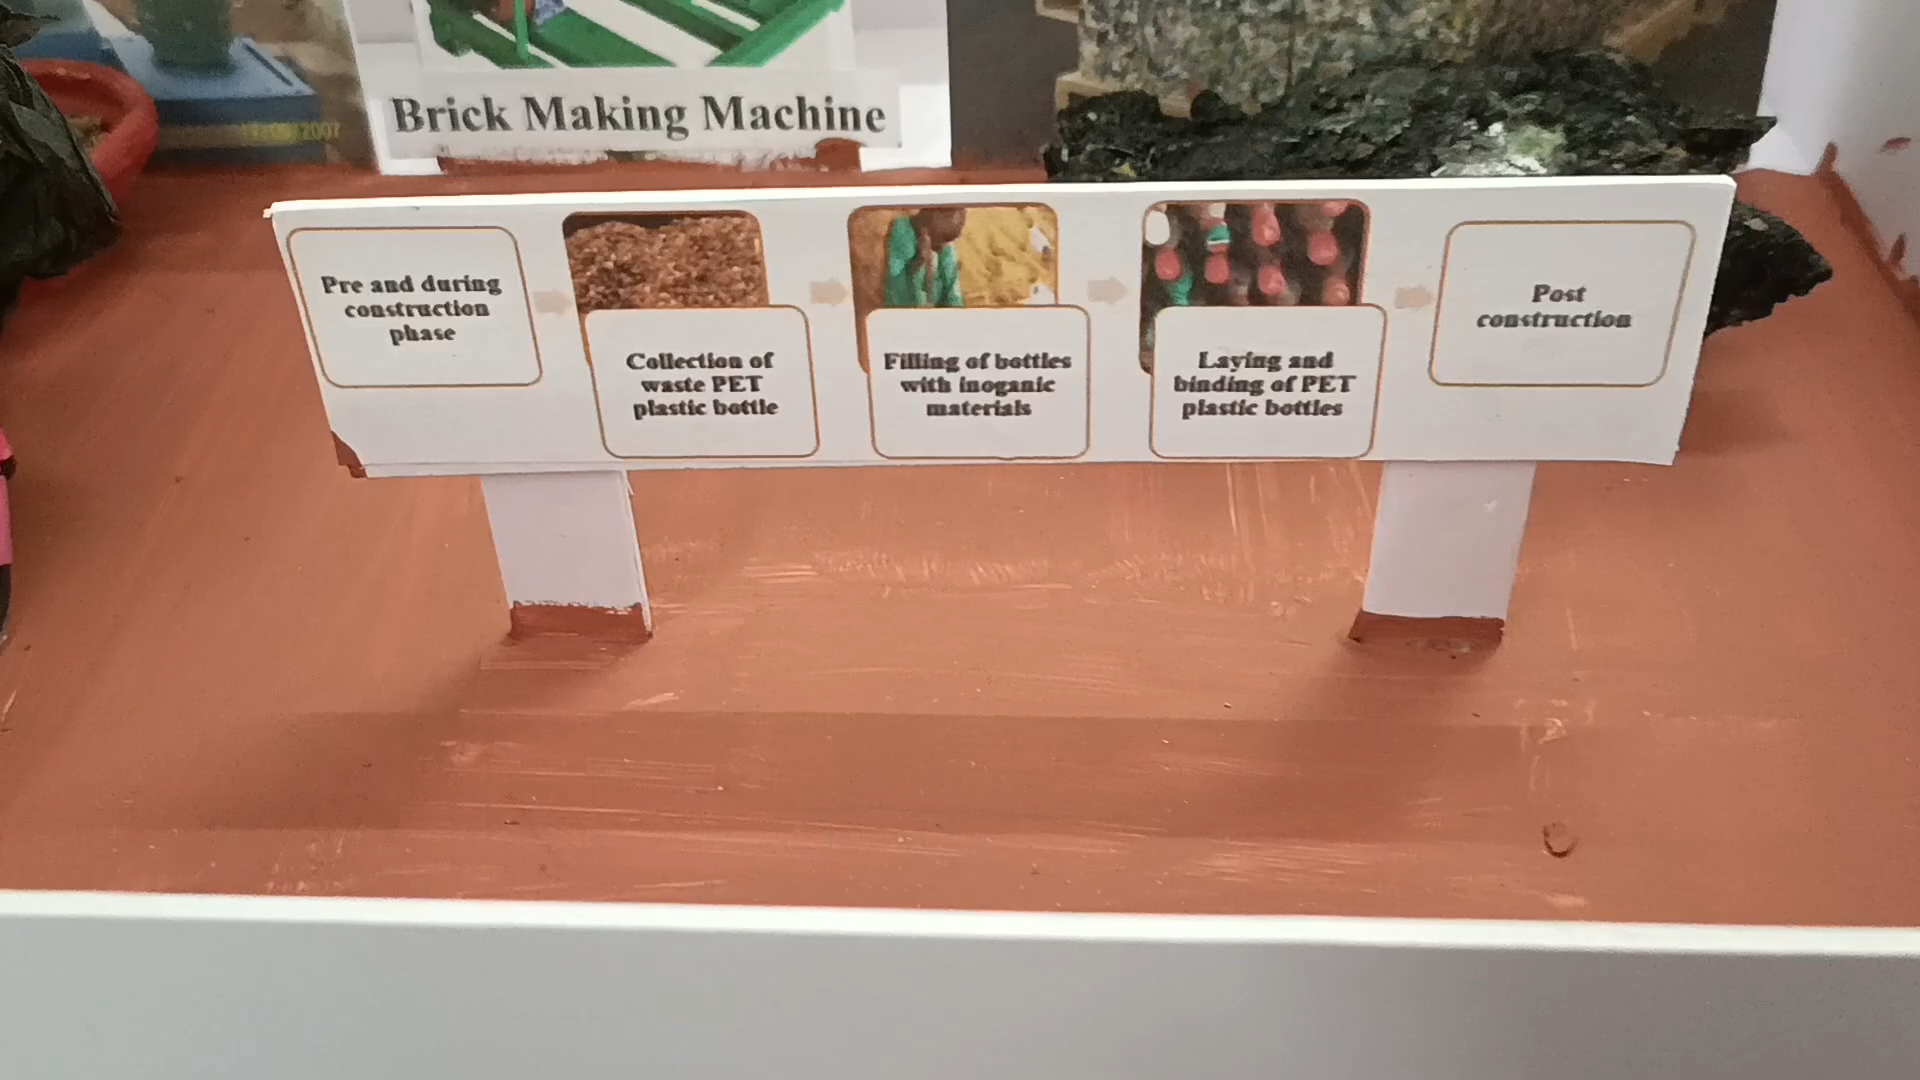 Brick Making Machine
Pre and during
construction
phase
Collection of
waste PET
plastic bottle
Filling of bottles
with inoganic
materials
Laying and
binding of PET
plastic bottles
Post
construction